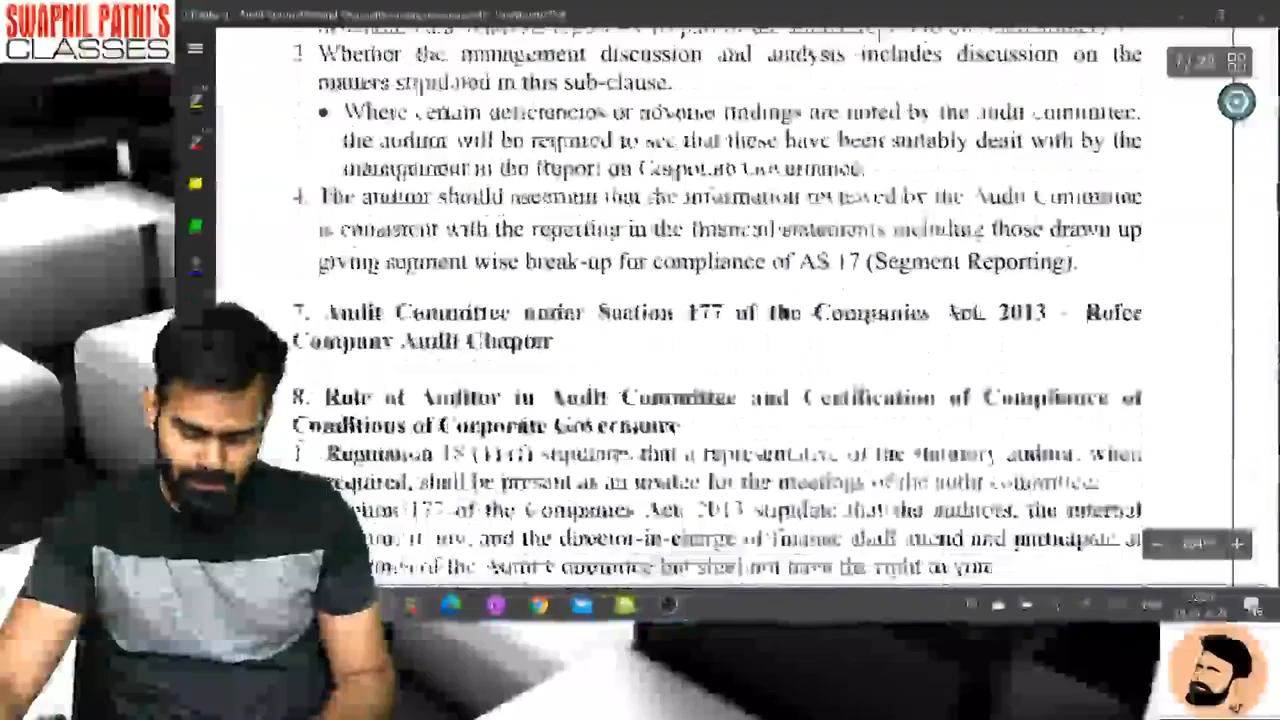 SWAPNIL PATNI'S
CLASSES
Whether the management discussion and analysis includes discussion on the
matters stipulated in this sub-clause.
• Where certain deficiencies or adverse findings are noted by the audit committee,
the auditor will be required to see that these have been suitably dealt with by the
management in the Report on Corporate Governance.
4. The auditor should ascertain that the information reviewed by the Audit Committee
is consistent with the reporting in the financial statements including those drawn up
giving segment wise break-up for compliance of AS 17 (Segment Reporting).
7. Audit Committee under Section 177 of the Companies Act, 2013 - Refer
Company Audit Chapter
8. Role of Auditor in Audit Committee and Certification of Compliance of
Conditions of Corporate Governance
Regulation 18 that a representative of the statutory auditor, when
required, shall be present as an invitee for the meetings of the audit committee.
177 of the Companies Act, 2013 stipulate that the auditors, the internal
and the director-in-charge of finance shall attend and participate at
of the Audit Committee but shall not have the right to vote